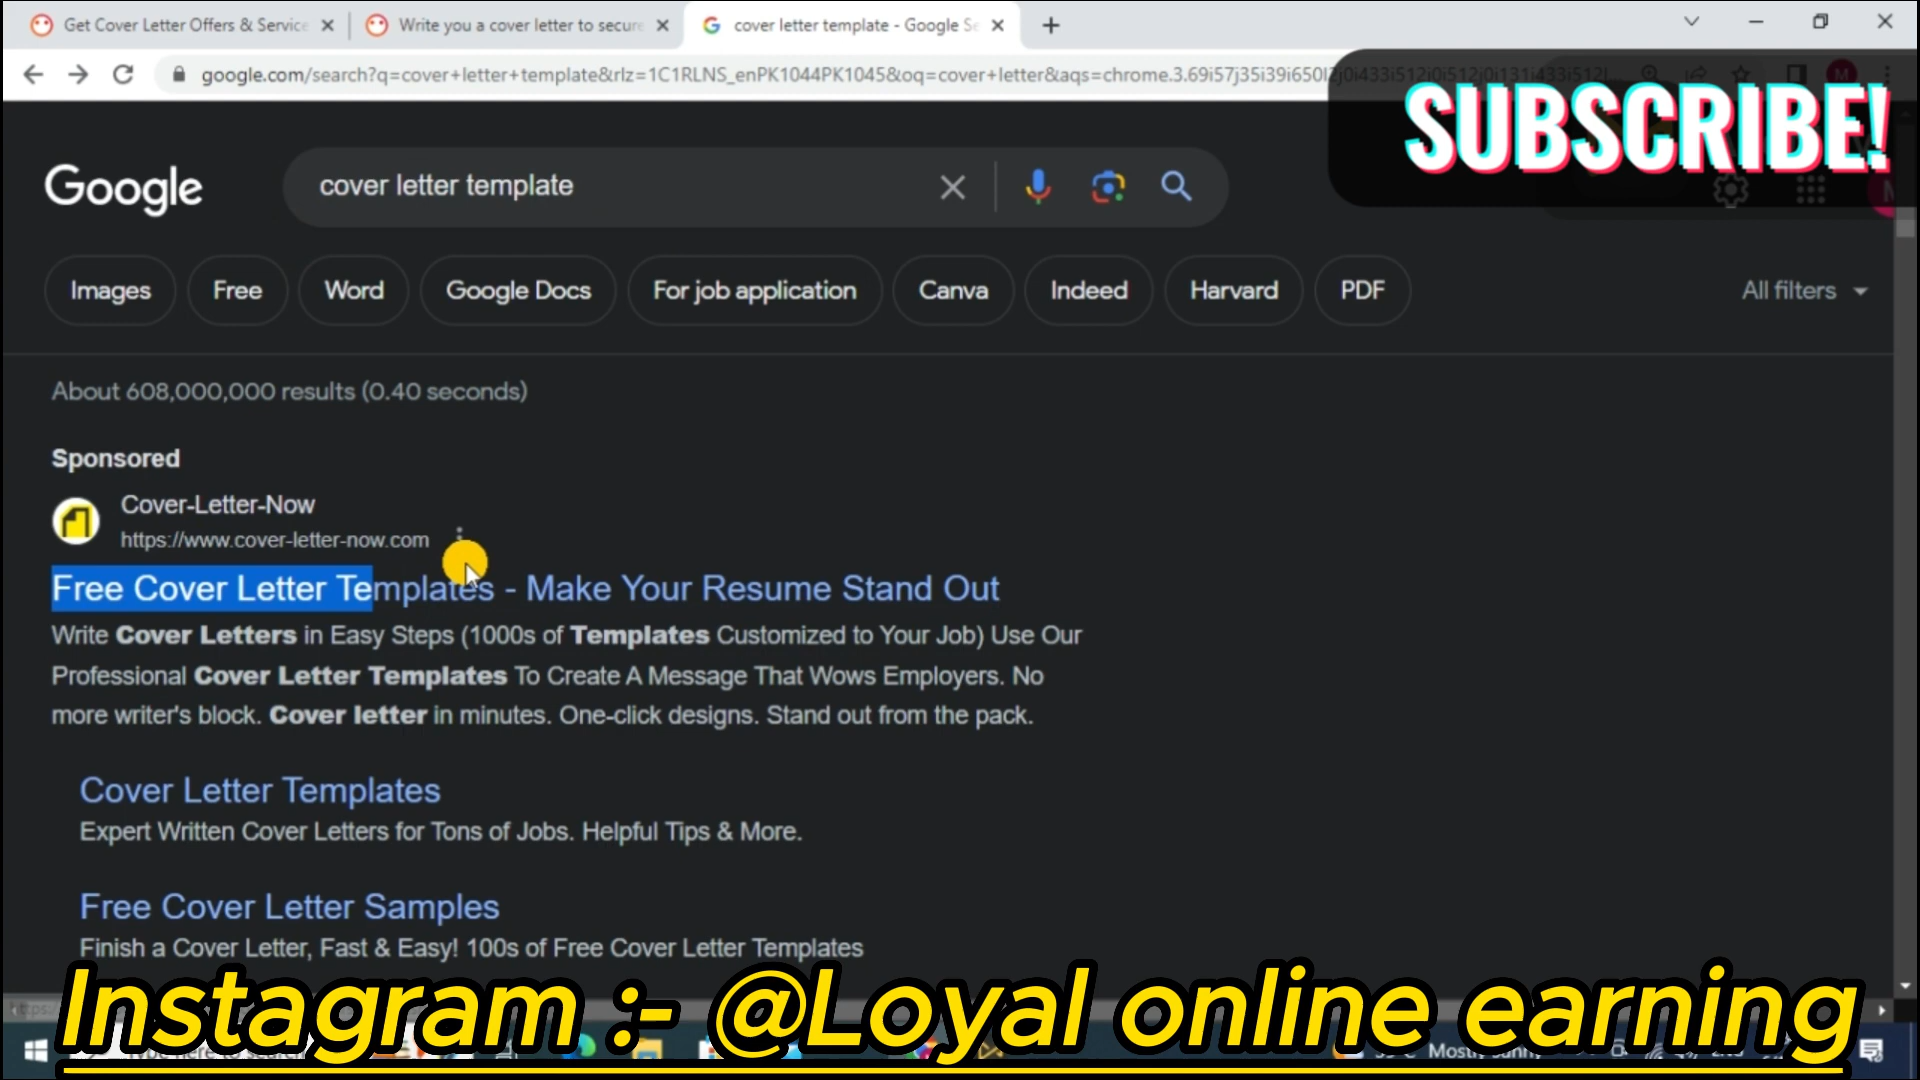 Get Cover Letter Offers & Service
Write you a cover letter to secure
cover letter template - Google Se
google.com/search?q=cover+letter+template&rlz=1C1RLNS_enPK1044PK1045&oq=cover+letter&aqs=chrome.3.69i57j35i39i650l2j0i433i512j0i512j0i131i433i512l...
M
SUBSCRIBE!
Google
cover letter template
Images
Free
Word
Google Docs
For job application
Canva
Indeed
Harvard
PDF
All filters
About 608,000,000 results (0.40 seconds)
Sponsored
Cover-Letter-Now
https://www.cover-letter-now.com
Free Cover Letter Templates - Make Your Resume Stand Out
Write Cover Letters in Easy Steps (1000s of Templates Customized to Your Job) Use Our
Professional Cover Letter Templates To Create A Message That Wows Employers. No
more writer's block. Cover letter in minutes. One-click designs. Stand out from the pack.
Cover Letter Templates
Expert Written Cover Letters for Tons of Jobs. Helpful Tips & More.
Free Cover Letter Samples
Finish a Cover Letter, Fast & Easy! 100s of Free Cover Letter Templates
Instagram :- @Loyal online earning
Mostly sunny